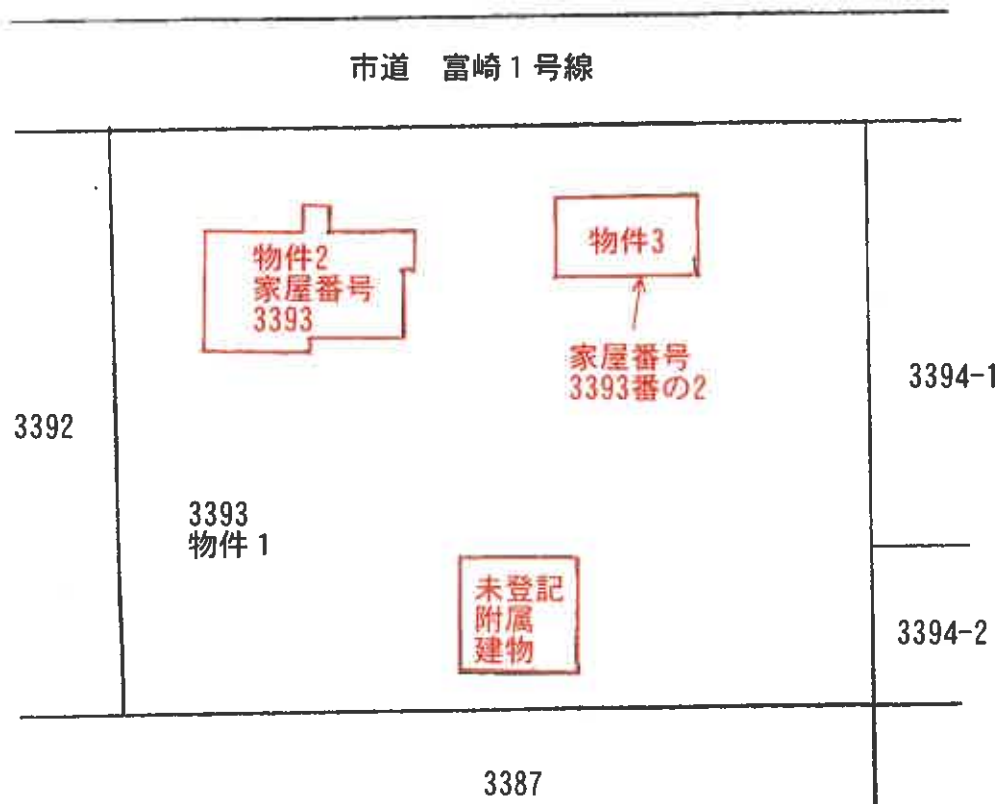 市道　富崎1号線
物件2
家屋番号
3393
物件3
家屋番号
3393番の2
3394-1
3392
3393
物件1
未登記
附属
建物
3394-2
3387